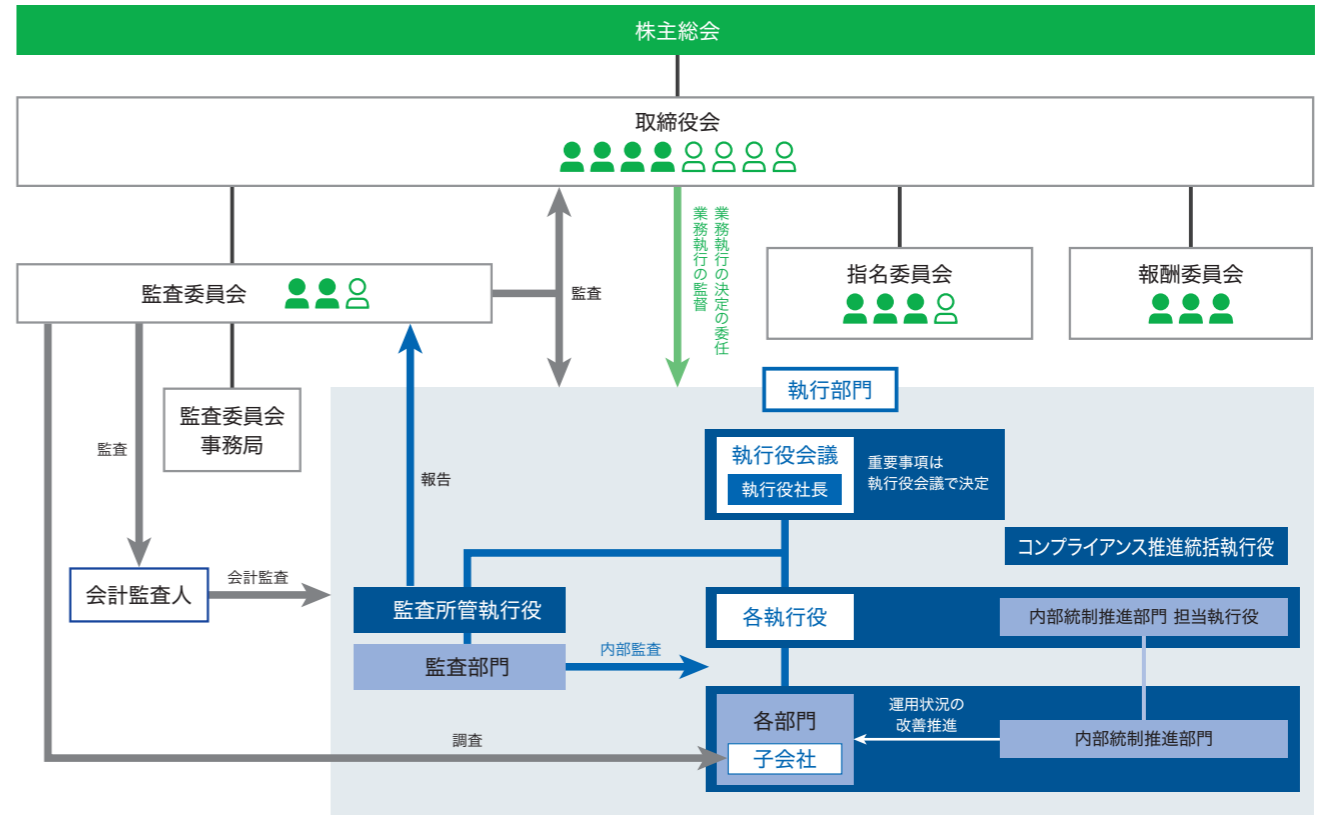 株主総会
取締役会
監査委員会
監査
業務執行の決定の委任
業務執行の監督
指名委員会
報酬委員会
監査委員会
事務局
監査
報告
執行部門
執行役会議
執行役社長
重要事項は
執行役会議で決定
コンプライアンス推進統括執行役
会計監査人
会計監査
監査所管執行役
監査部門
内部監査
各執行役
内部統制推進部門 担当執行役
各部門
子会社
運用状況の
改善推進
内部統制推進部門
調査